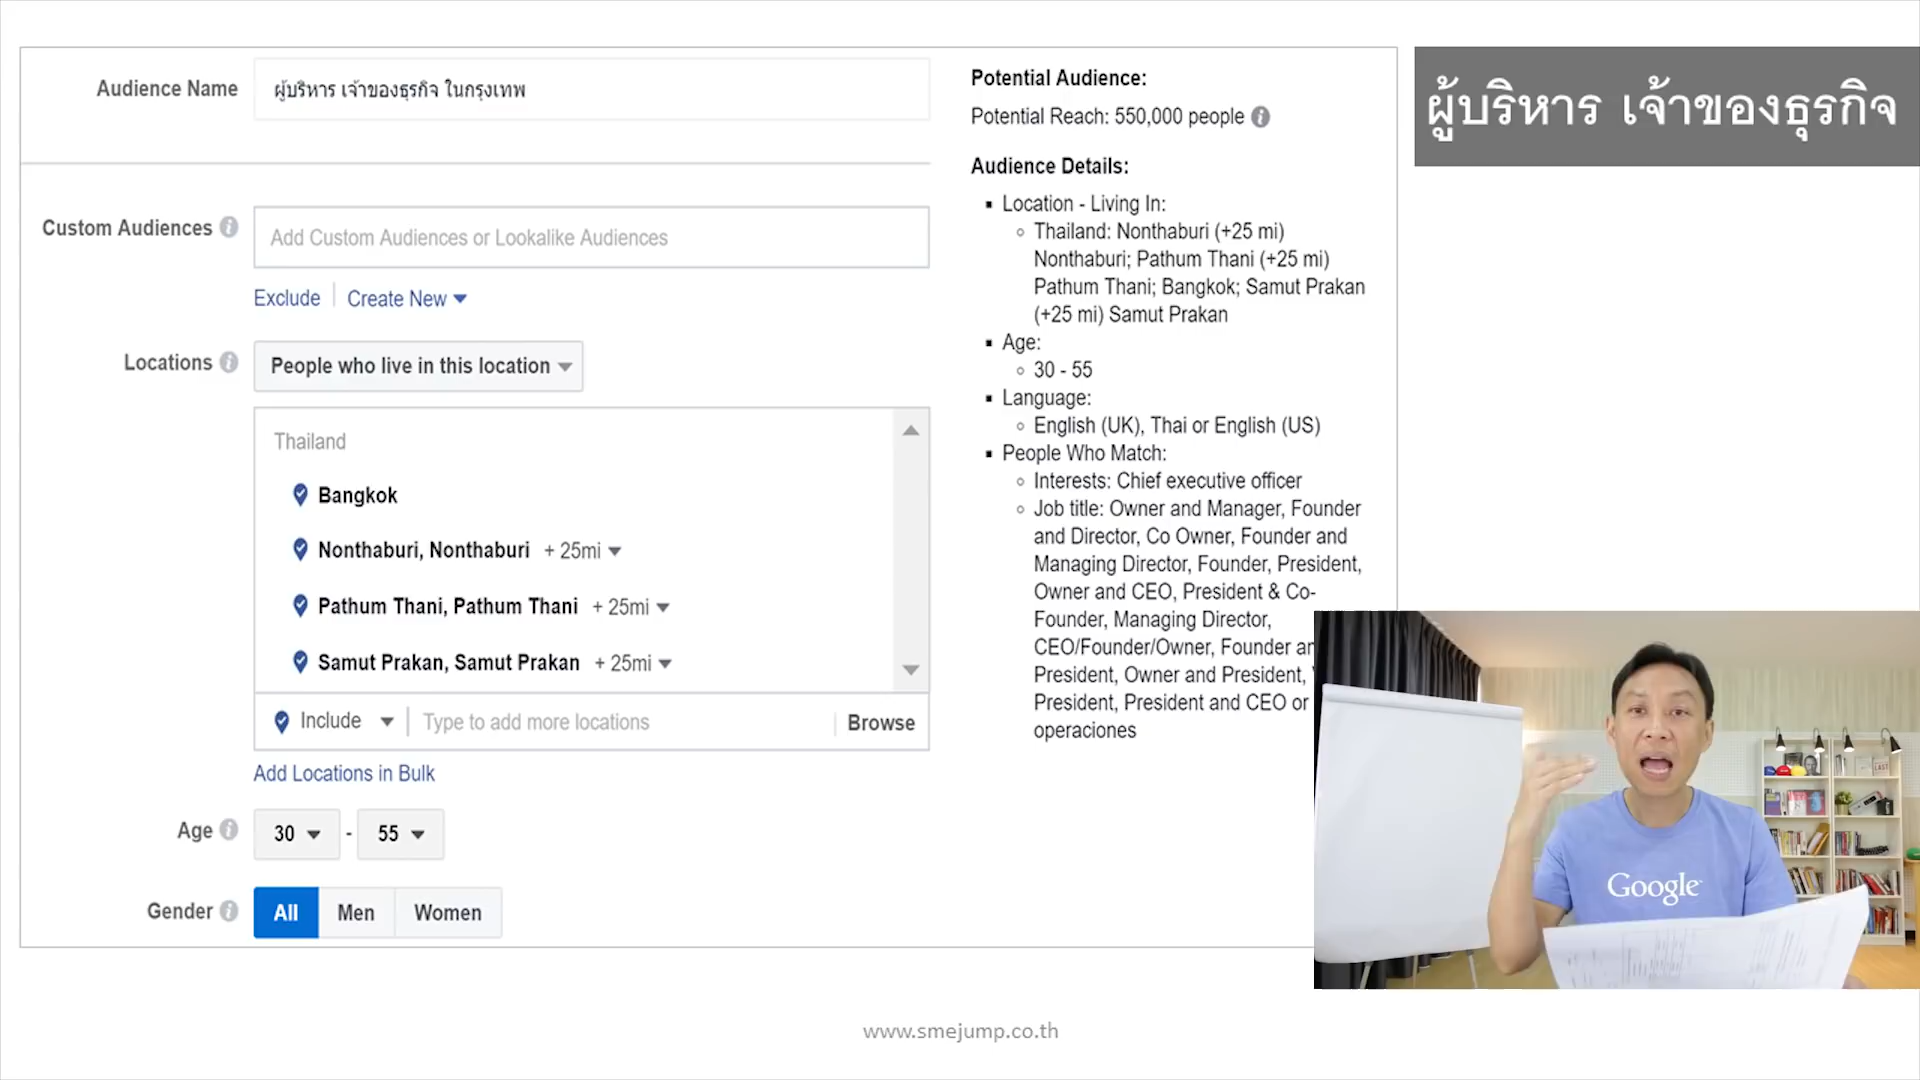 Audience Name
ผู้บริหาร เจ้าของธุรกิจ ในกรุงเทพ
Custom Audiences
Add Custom Audiences or Lookalike Audiences
Exclude
Create New
Locations
People who live in this location
Thailand
Bangkok
Nonthaburi, Nonthaburi + 25mi
Pathum Thani, Pathum Thani + 25mi
Samut Prakan, Samut Prakan + 25mi
Include
Type to add more locations
Browse
Add Locations in Bulk
Age
30 - 55
Gender
All
Men
Women
Potential Audience:
Potential Reach: 550,000 people
Audience Details:
Location - Living In:
Thailand: Nonthaburi (+25 mi)
Nonthaburi; Pathum Thani (+25 mi)
Pathum Thani; Bangkok; Samut Prakan
(+25 mi) Samut Prakan
Age:
30 - 55
Language:
English (UK), Thai or English (US)
People Who Match:
Interests: Chief executive officer
Job title: Owner and Manager, Founder
and Director, Co Owner, Founder and
Managing Director, Founder, President,
Owner and CEO, President & Co-
Founder, Managing Director,
CEO/Founder/Owner, Founder
President, Owner and President,
President, President and CEO or
operaciones
ผู้บริหาร เจ้าของธุรกิจ
Google
www.smejump.co.th